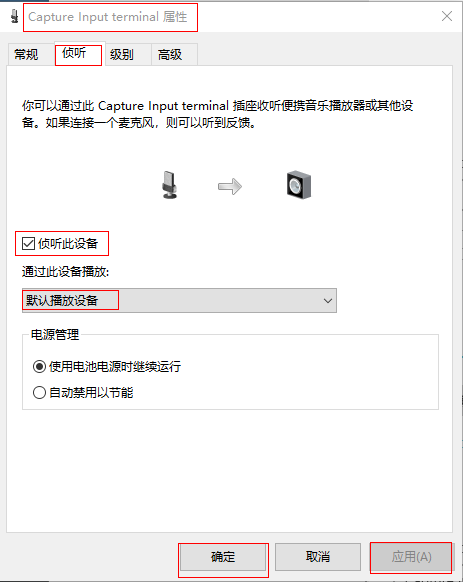 Capture Input terminal 属性
常规 侦听 级别 高级
你可以通过此 Capture Input terminal 插座收听便携音乐播放器或其他设
备。如果连接一个麦克风，则可以听到反馈。
侦听此设备
通过此设备播放:
默认播放设备
电源管理
使用电池电源时继续运行
自动禁用以节能
确定 取消 应用(A)